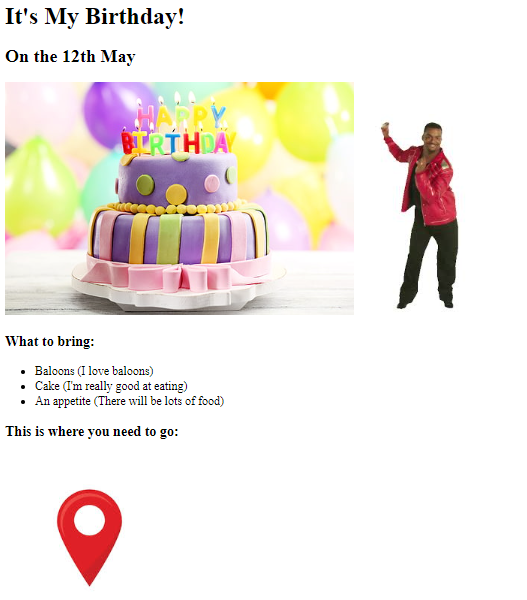 It's My Birthday!
On the 12th May
HAPPY
BIRTHDAY
What to bring:
Baloons (I love baloons)
Cake (I'm really good at eating)
An appetite (There will be lots of food)
This is where you need to go: